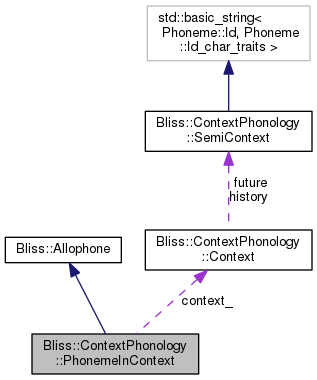 std::basic_string<
Phoneme::Id, Phoneme
::Id_char_traits >
Bliss::ContextPhonology
::SemiContext
future
history
Bliss::Allophone
Bliss::ContextPhonology
::Context
context_
Bliss::ContextPhonology
::PhonemeInContext